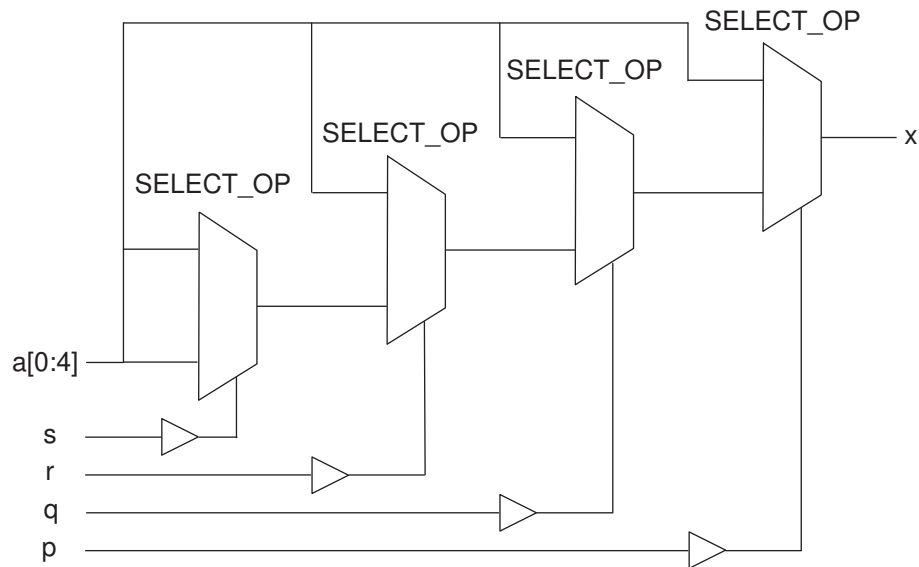 SELECT_OP
SELECT_OP
SELECT_OP
SELECT_OP
x
a[0:4]
s
r
q
p